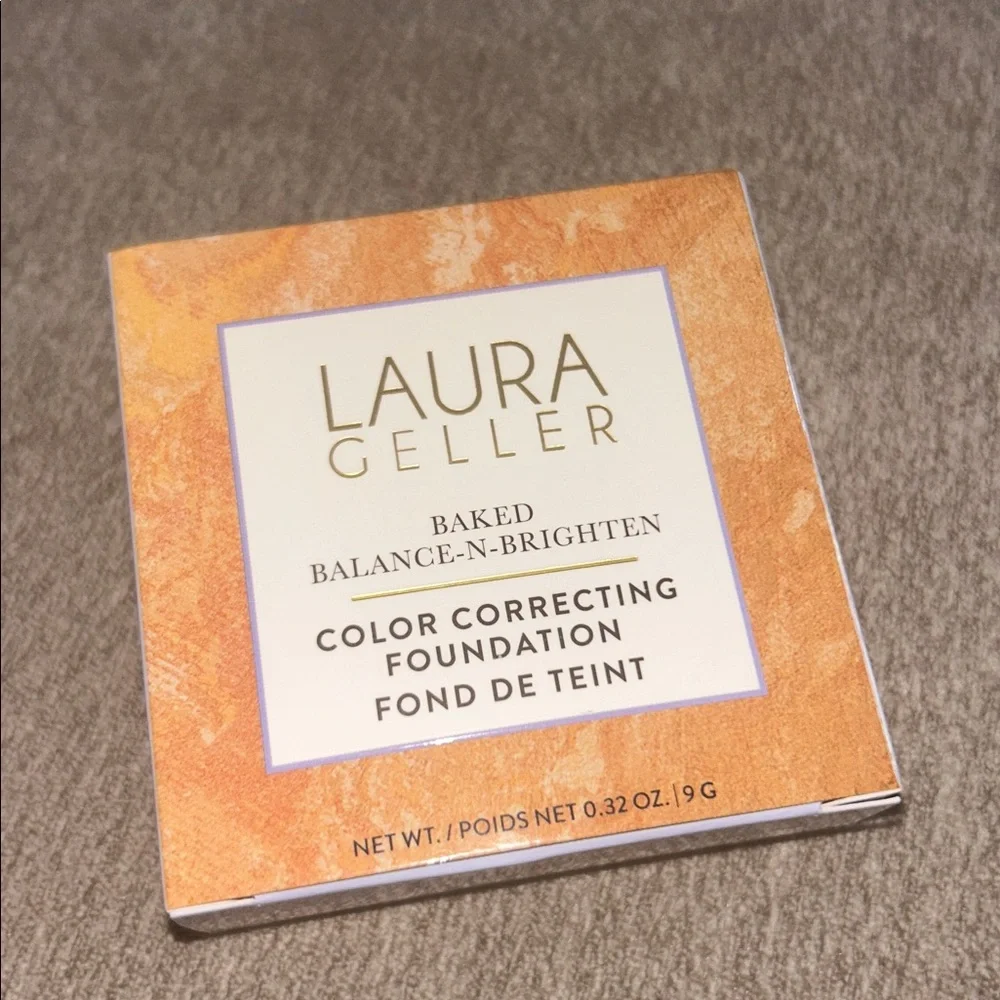 LAURA
GELLER
BAKED
BALANCE-N-BRIGHTEN
COLOR CORRECTING
FOUNDATION
FOND DE TEINT
NET WT. / POIDS NET 0.32 OZ. | 9 G